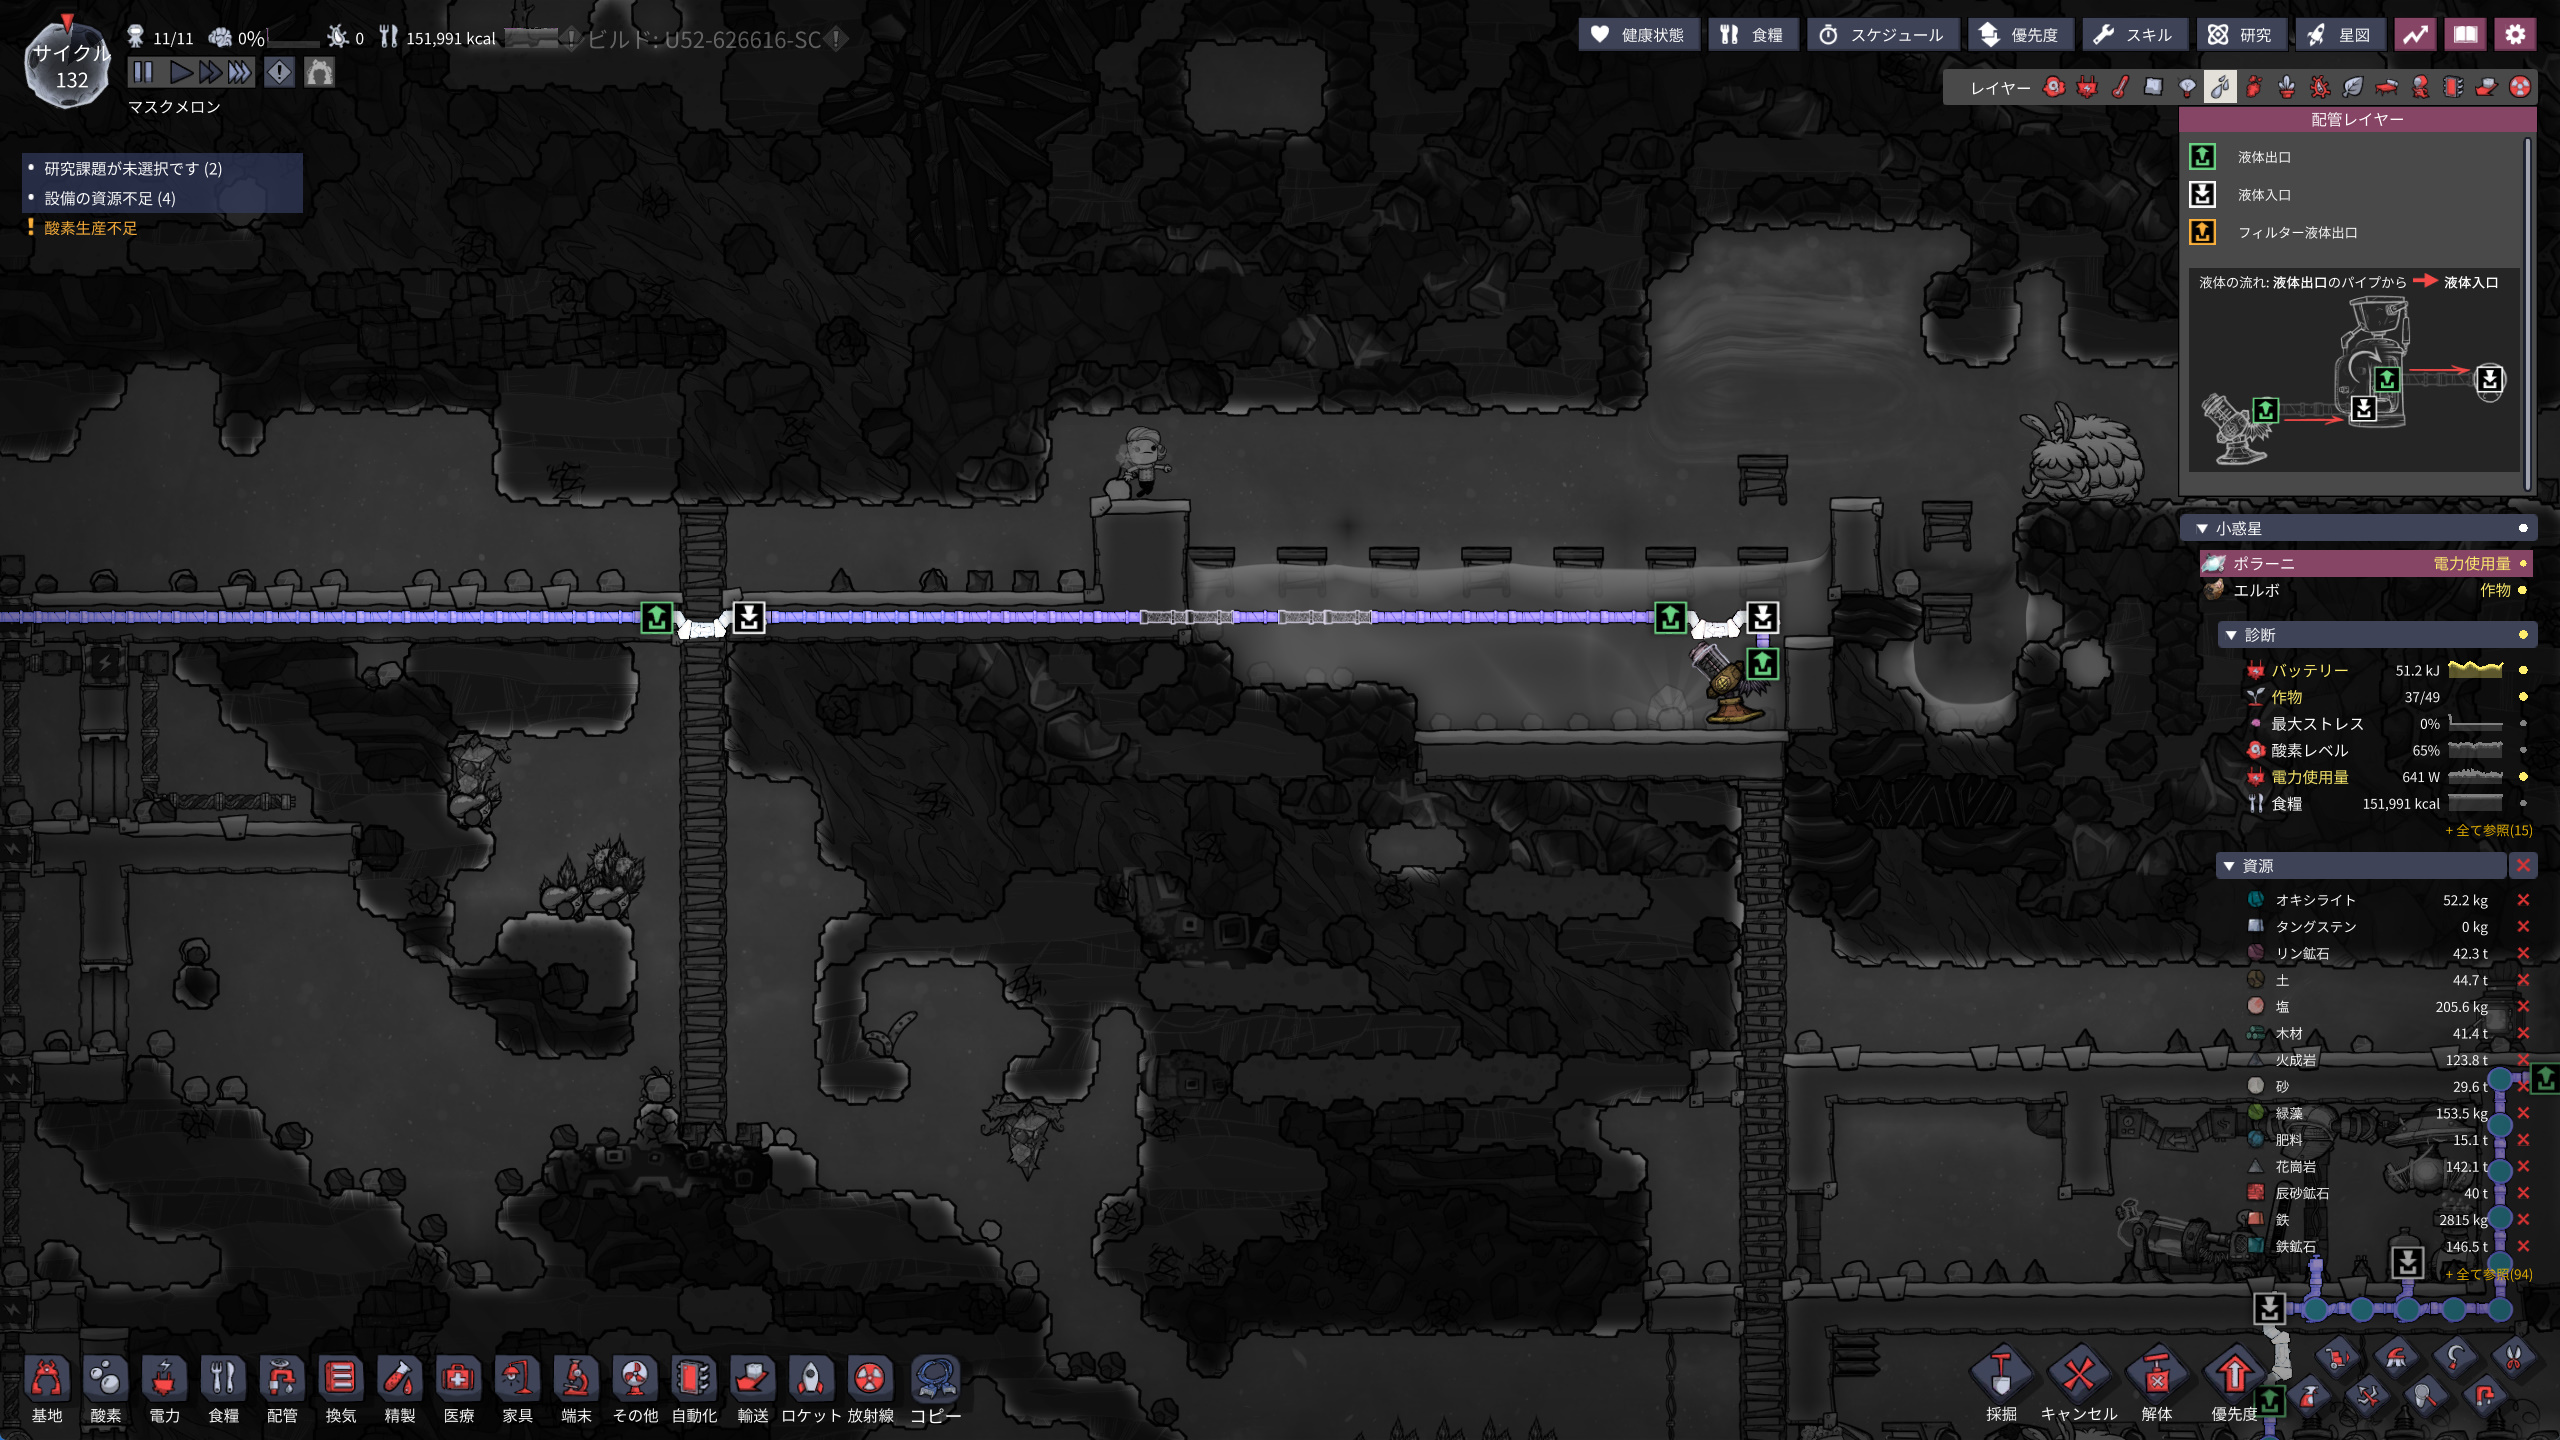 サイクル
132
11/11
0%
0
151,991 kcal
ビルド: U52-626616-SC
マスクメロン
研究課題が未選択です (2)
設備の資源不足 (4)
酸素生産不足
健康状態
食糧
スケジュール
優先度
スキル
研究
星図
レイヤー
配管レイヤー
液体出口
液体入口
フィルター液体出口
液体の流れ: 液体出口のパイプから 液体入口
小惑星
ポラーニ 電力使用量
エルボ 作物
診断
バッテリー 51.2 kJ
作物 37/49
最大ストレス 0%
酸素レベル 65%
電力使用量 641 W
食糧 151,991 kcal
+ 全て参照(15)
資源
オキシライト 52.2 kg
タングステン 0 kg
リン鉱石 42.3 t
土 44.7 t
塩 205.6 kg
木材 41.4 t
火成岩 123.8 t
砂 29.6 t
緑藻 153.5 kg
肥料 15.1 t
花崗岩 142.1 t
辰砂鉱石 40 t
鉄 2815 kg
鉄鉱石 146.5 t
+ 全て参照(94)
基地
酸素
電力
食糧
配管
換気
精製
医療
家具
端末
その他
自動化
輸送
ロケット
放射線
コピー
採掘
キャンセル
解体
優先度